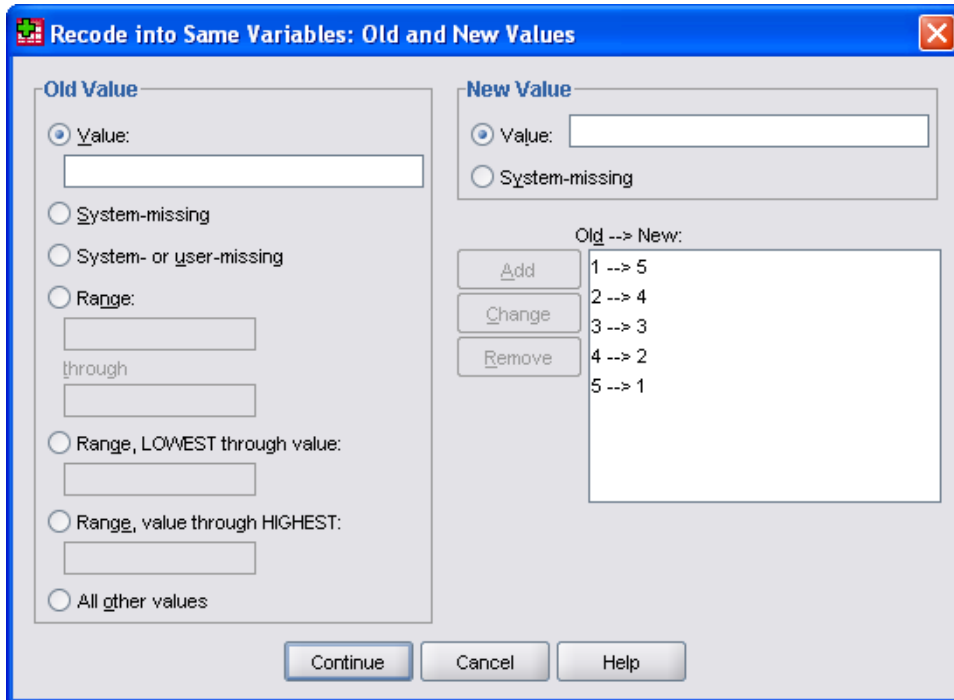 Recode into Same Variables: Old and New Values
Old Value
Value:
System-missing
System- or user-missing
Range:
through
Range, LOWEST through value:
Range, value through HIGHEST:
All other values
New Value
Value:
System-missing
Old --> New:
Add
Change
Remove
1 --> 5
2 --> 4
3 --> 3
4 --> 2
5 --> 1
Continue
Cancel
Help